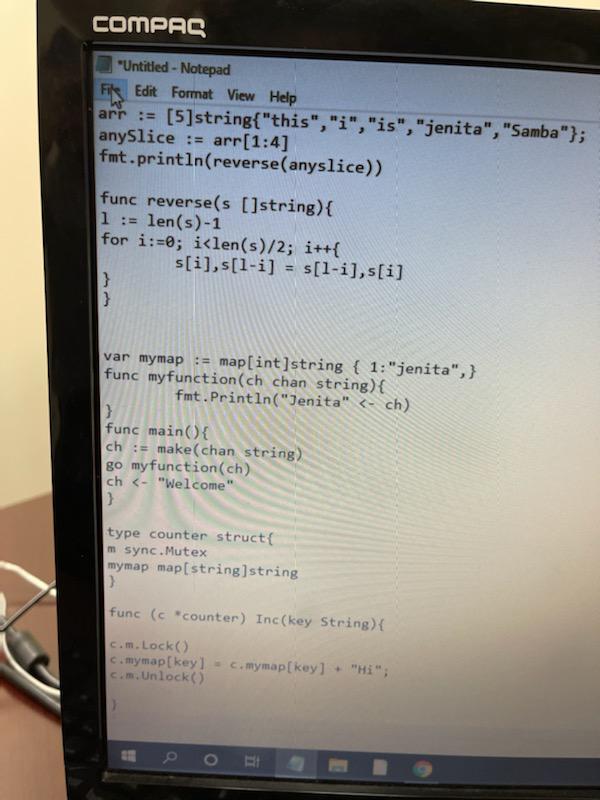 COMPAQ
*Untitled - Notepad
File Edit Format View Help
arr := [5]string{"this","i","is","jenita","Samba"};
anySlice := arr[1:4]
fmt.println(reverse(anyslice))
func reverse(s []string){
l := len(s)-1
for i:=0; i<len(s)/2; i++{
s[i],s[l-i] = s[l-i],s[i]
}
}
var mymap := map[int]string { 1:"jenita",}
func myfunction(ch chan string){
fmt.Println("Jenita" <- ch)
}
func main(){
ch := make(chan string)
go myfunction(ch)
ch <- "Welcome"
}
type counter struct{
m sync.Mutex
mymap map[string]string
}
func (c *counter) Inc(key String){
c.m.Lock()
c.mymap[key] = c.mymap[key] + "Hi";
c.m.Unlock()
}